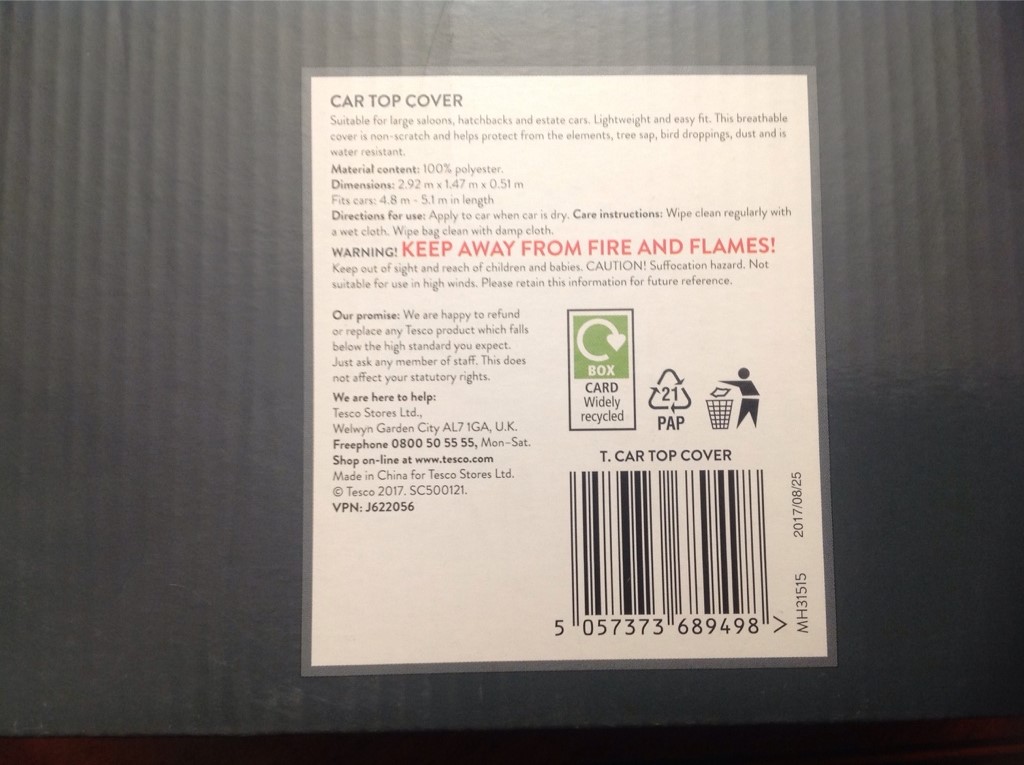 CAR TOP COVER
Suitable for large saloons, hatchbacks and estate cars. Lightweight and easy fit. This breathable
cover is non-scratch and helps protect from the elements, tree sap, bird droppings, dust and is
water resistant.
Material content: 100% polyester.
Dimensions: 2.92 m x 1.47 m x 0.51 m
Fits cars: 4.8 m - 5.1 m in length
Directions for use: Apply to car when car is dry. Care instructions: Wipe clean regularly with
a wet cloth. Wipe bag clean with damp cloth.
WARNING! KEEP AWAY FROM FIRE AND FLAMES!
Keep out of sight and reach of children and babies. CAUTION! Suffocation hazard. Not
suitable for use in high winds. Please retain this information for future reference.
Our promise: We are happy to refund
or replace any Tesco product which falls
below the high standard you expect.
Just ask any member of staff. This does
not affect your statutory rights.
We are here to help:
Tesco Stores Ltd.,
Welwyn Garden City AL7 1GA, U.K.
Freephone 0800 50 55 55, Mon-Sat.
Shop on-line at www.tesco.com
Made in China for Tesco Stores Ltd.
© Tesco 2017. SC500121.
VPN: J622056
BOX
CARD
Widely
recycled
21
PAP
T. CAR TOP COVER
5 057373 689498 >
MH31515 2017/08/25